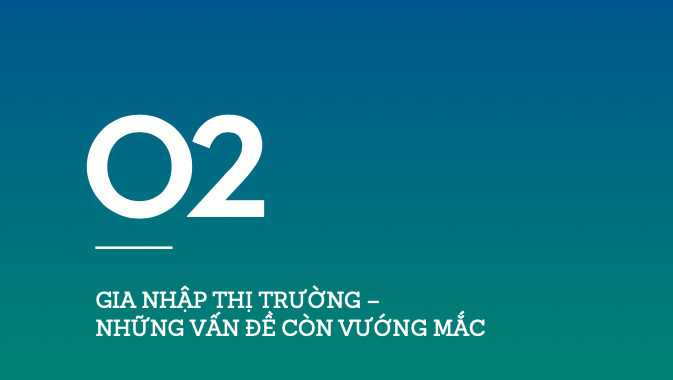 02
GIA NHẬP THỊ TRƯỜNG –
NHỮNG VẤN ĐỀ CÒN VƯỚNG MẮC